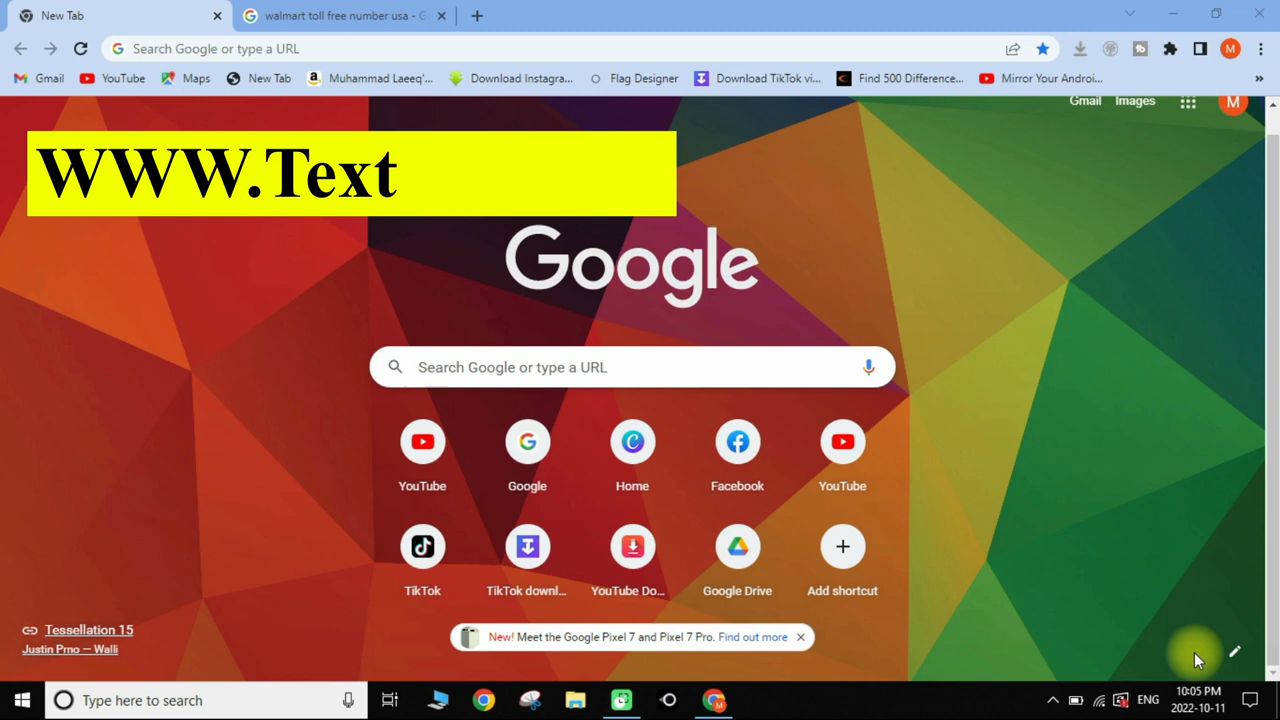 New Tab
walmart toll free number usa - G
Search Google or type a URL
M
Gmail
YouTube
Maps
New Tab
Muhammad Laeeq'...
Download Instagra...
Flag Designer
Download TikTok vi...
Find 500 Difference...
Mirror Your Androi...
»
Gmail
Images
M
WWW.Text
Google
Search Google or type a URL
YouTube
Google
Home
Facebook
YouTube
TikTok
TikTok downl...
YouTube Do...
Google Drive
Add shortcut
Tessellation 15
Justin Prno — Walli
New! Meet the Google Pixel 7 and Pixel 7 Pro. Find out more
Type here to search
ENG
10:05 PM
2022-10-11